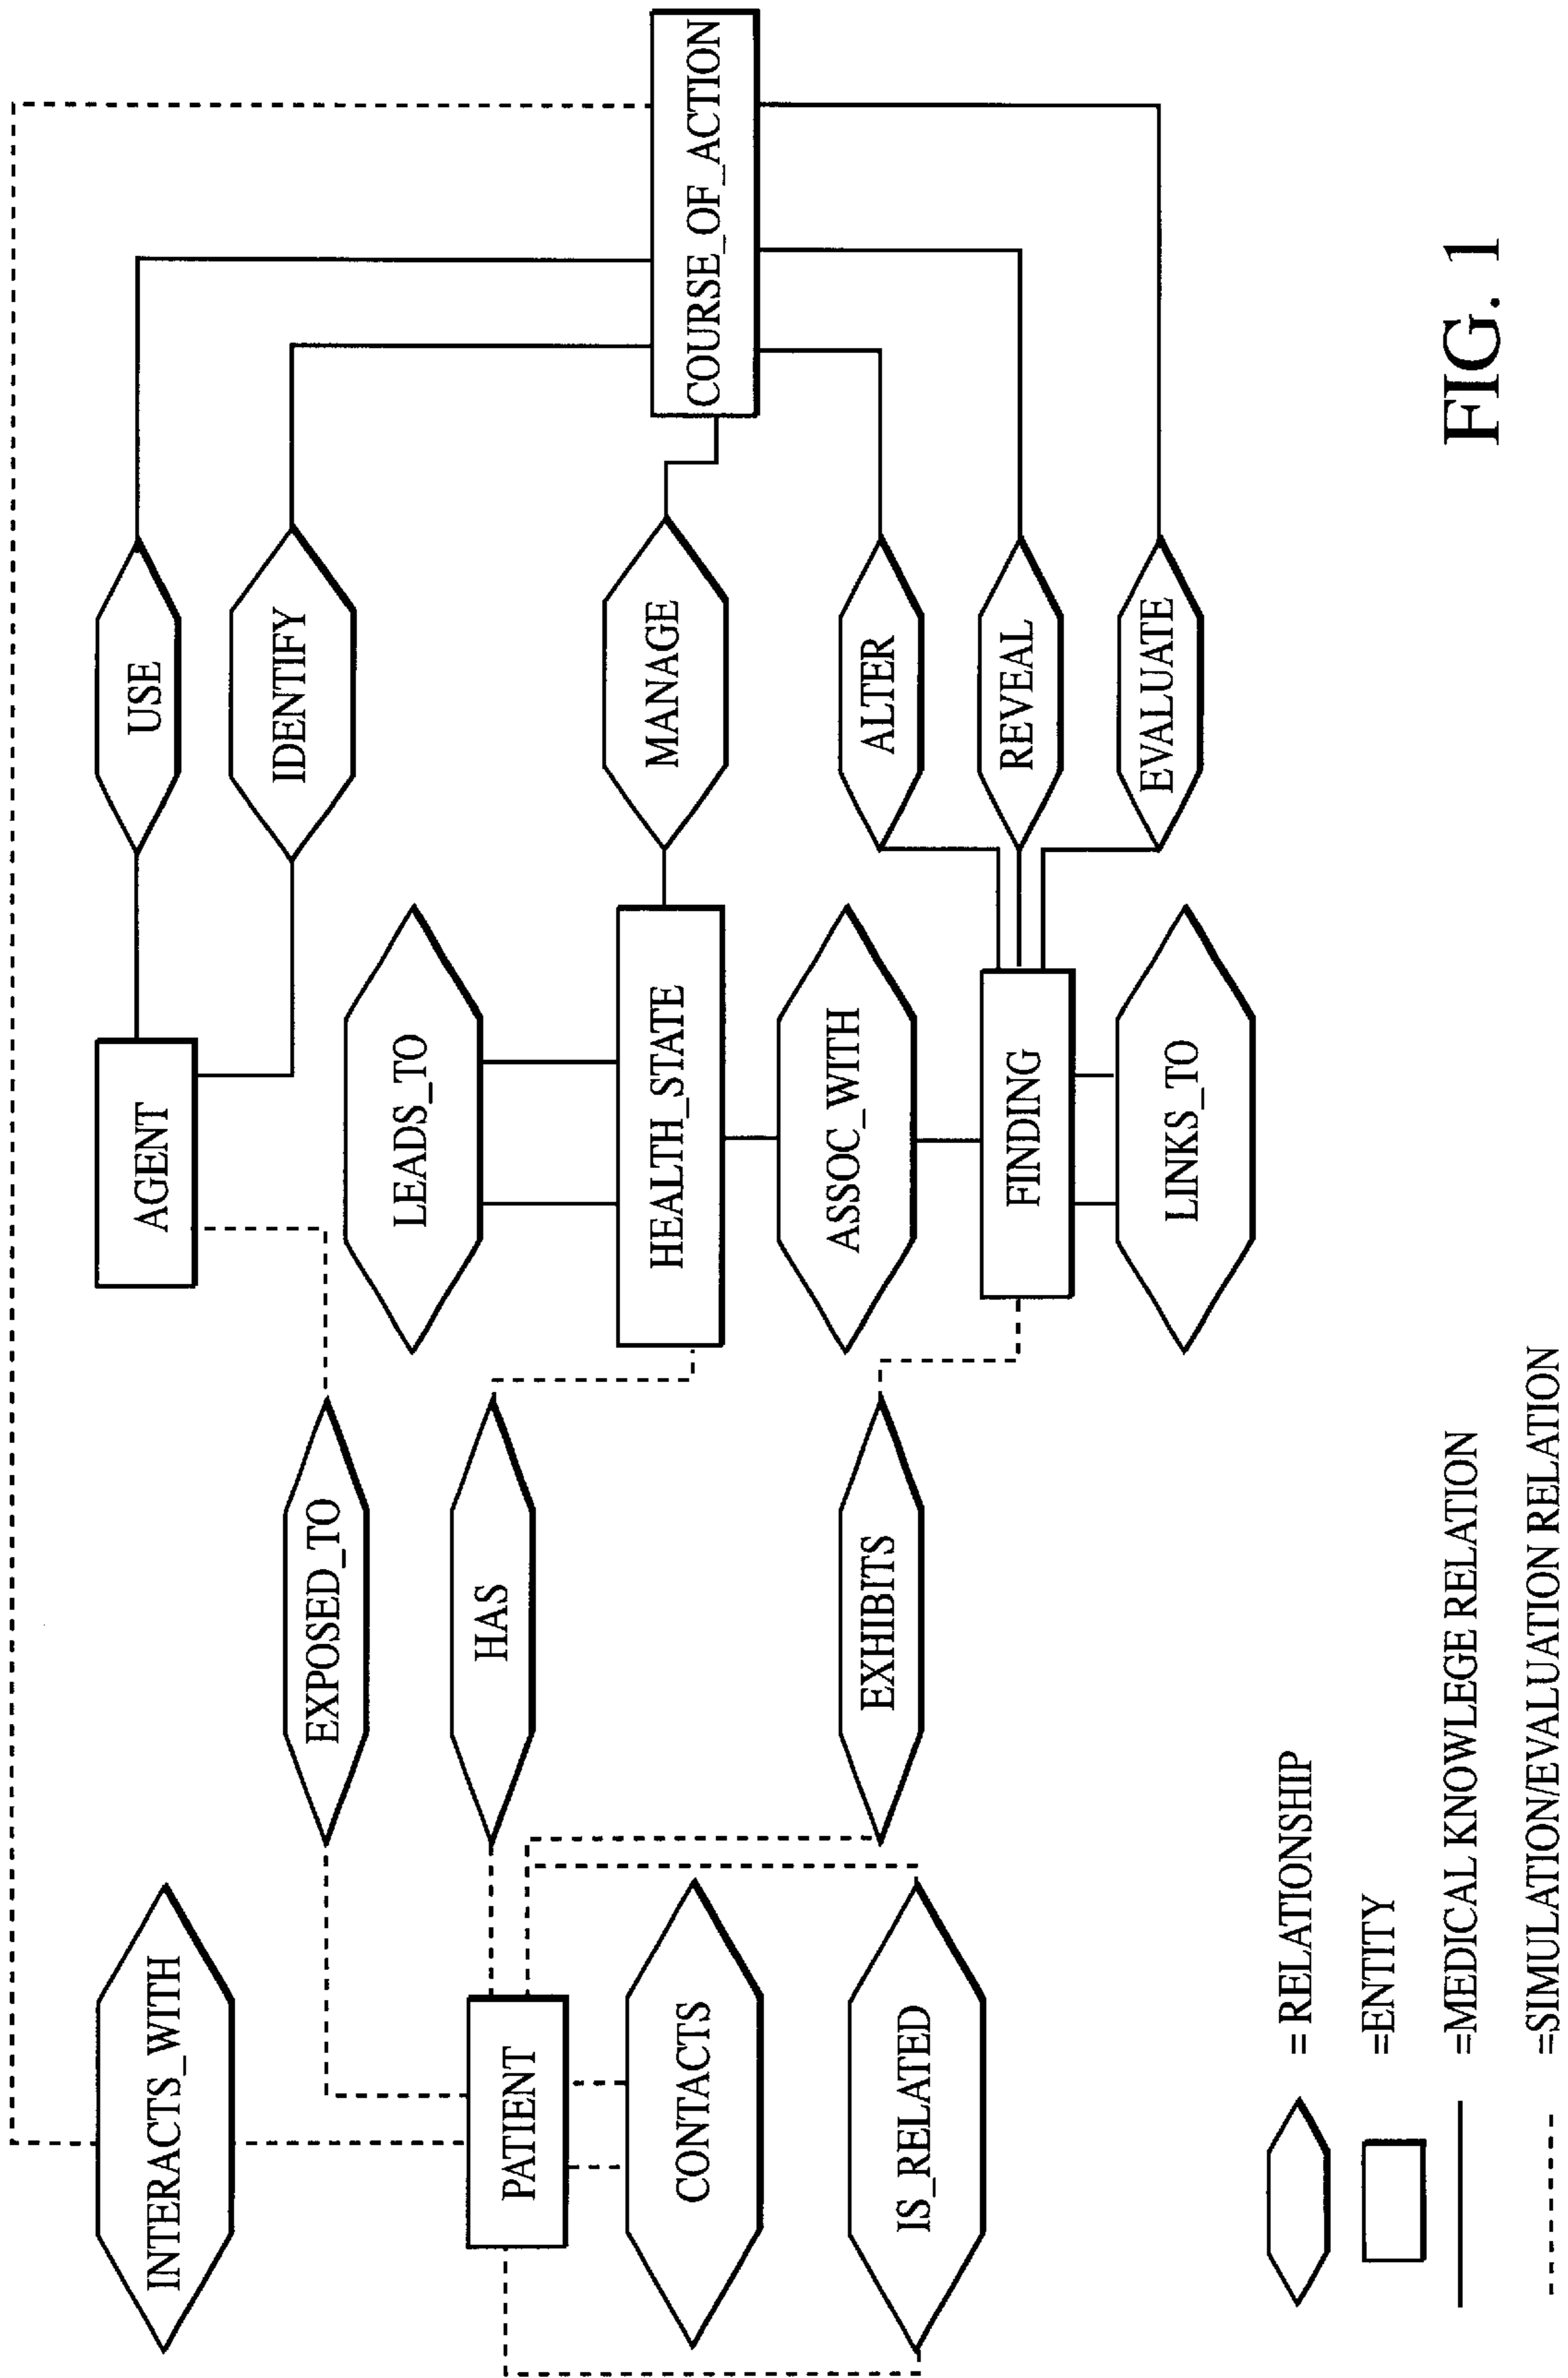 INTERACTS_WITH
EXPOSED_TO
AGENT
USE
IDENTIFY
LEADS_TO
HAS
PATIENT
HEALTH_STATE
MANAGE
COURSE_OF_ACTION
CONTACTS
ASSOC_WITH
ALTER
EXHIBITS
IS_RELATED
FINDING
REVEAL
LINKS_TO
EVALUATE
= RELATIONSHIP
=ENTITY
=MEDICAL KNOWLEGE RELATION
=SIMULATION/EVALUATION RELATION
FIG. 1